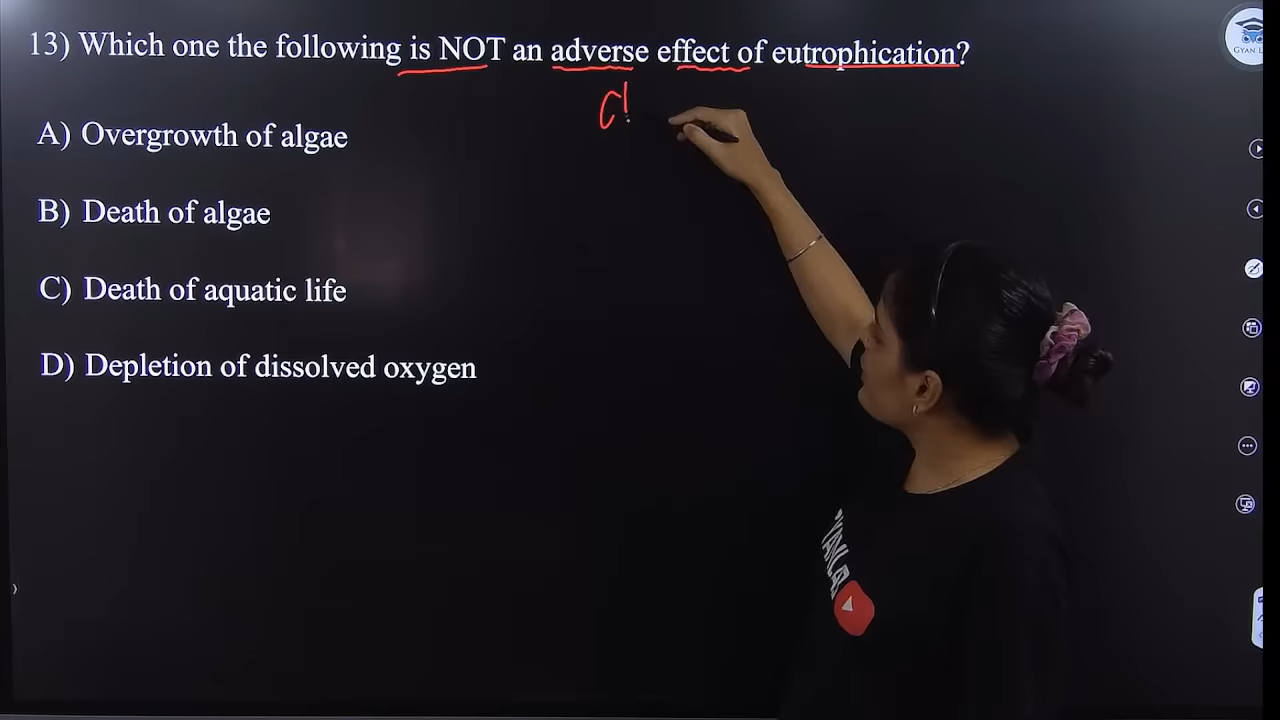 13) Which one the following is NOT an adverse effect of eutrophication?
A) Overgrowth of algae
B) Death of algae
C) Death of aquatic life
D) Depletion of dissolved oxygen